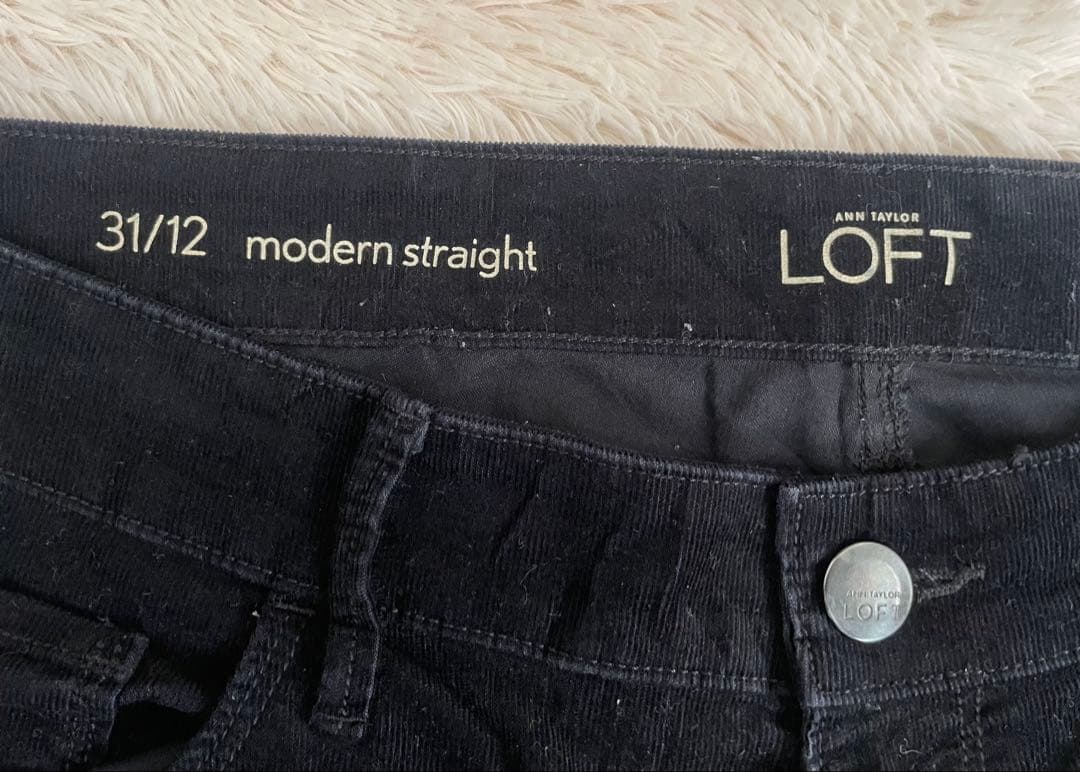 31/12 modern straight
ANN TAYLOR
LOFT
ANN TAYLOR
LOFT